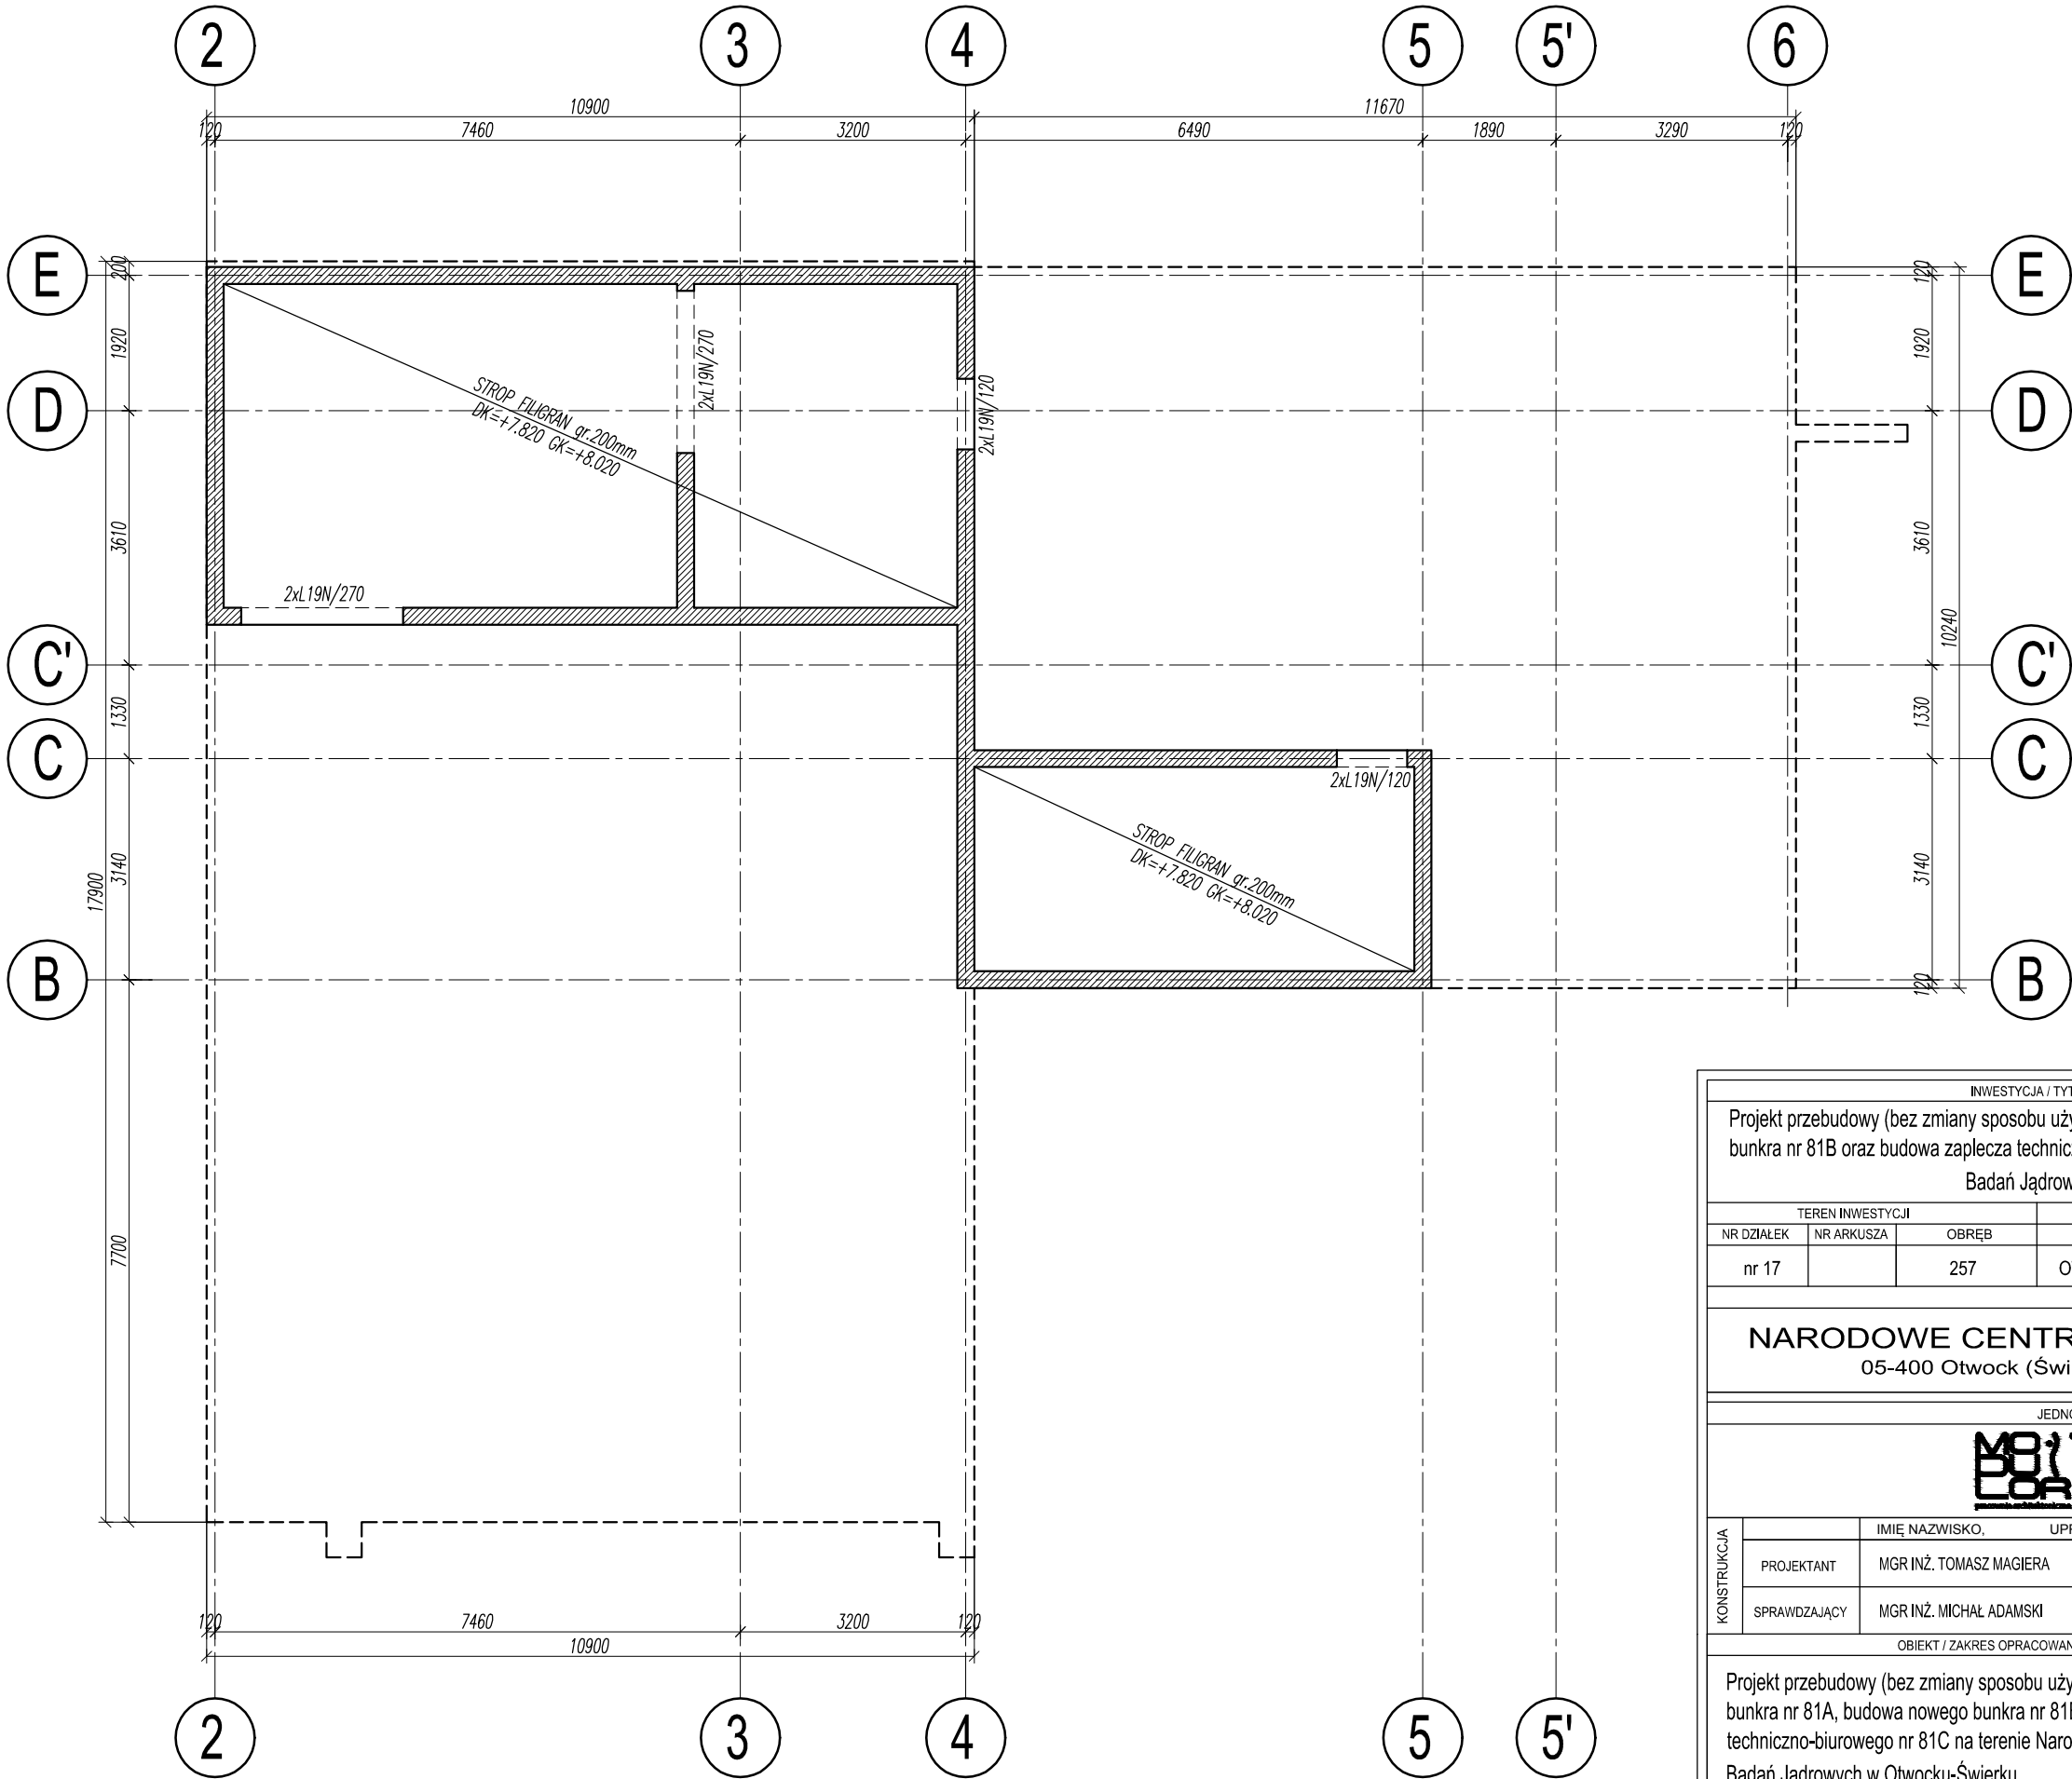 2 3 4 5 5' 6
10900 11670
120 7460 3200 6490 1890 3290 120
E 200 120 E
1920 1920
2xL19N/270
D D
2xL19N/120
STROP FILIGRAN gr.200mm
DK=+7.820 GK=+8.020
3610 3610
2xL19N/270
10240
C' C'
1330 1330
C C
2xL19N/120
STROP FILIGRAN gr.200mm
DK=+7.820 GK=+8.020
3140 3140
17900
B 120 B
7700
120 7460 3200 120
10900
2 3 4 5 5'
INWESTYCJA / TYT
Projekt przebudowy (bez zmiany sposobu uży
bunkra nr 81B oraz budowa zaplecza technicz
Badań Jądrow
TEREN INWESTYCJI
NR DZIAŁEK NR ARKUSZA OBRĘB
nr 17 257 O
NARODOWE CENTR
05-400 Otwock (Świ
JEDNO
MO
DU
LOR
KONSTRUKCJA
IMIĘ NAZWISKO, UPR
PROJEKTANT MGR INŻ. TOMASZ MAGIERA
SPRAWDZAJĄCY MGR INŻ. MICHAŁ ADAMSKI
OBIEKT / ZAKRES OPRACOWAN
Projekt przebudowy (bez zmiany sposobu uży
bunkra nr 81A, budowa nowego bunkra nr 81B
techniczno-biurowego nr 81C na terenie Naro
Badań Jądrowych w Otwocku-Świerku